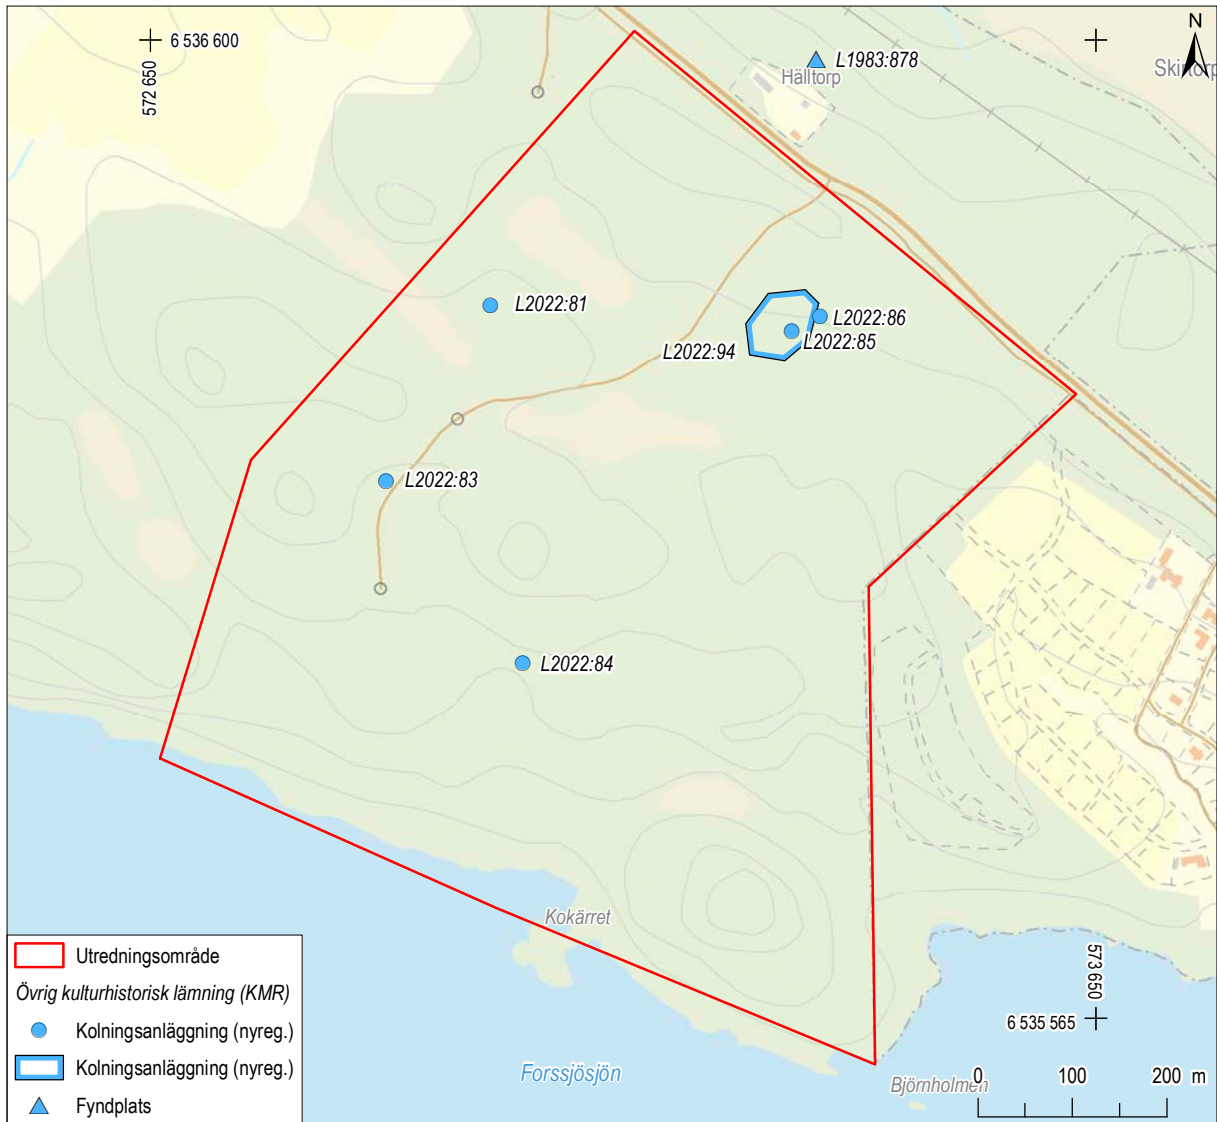 6 536 600
572 650
N
L1983:878
Hälltorp
Skirtorp
L2022:81
L2022:86
L2022:85
L2022:94
L2022:83
L2022:84
Kokärret
Utredningsområde
Övrig kulturhistorisk lämning (KMR)
Kolningsanläggning (nyreg.)
Kolningsanläggning (nyreg.)
Fyndplats
Forssjösjön
573 650
6 535 565
Björnholmen
0 100 200 m